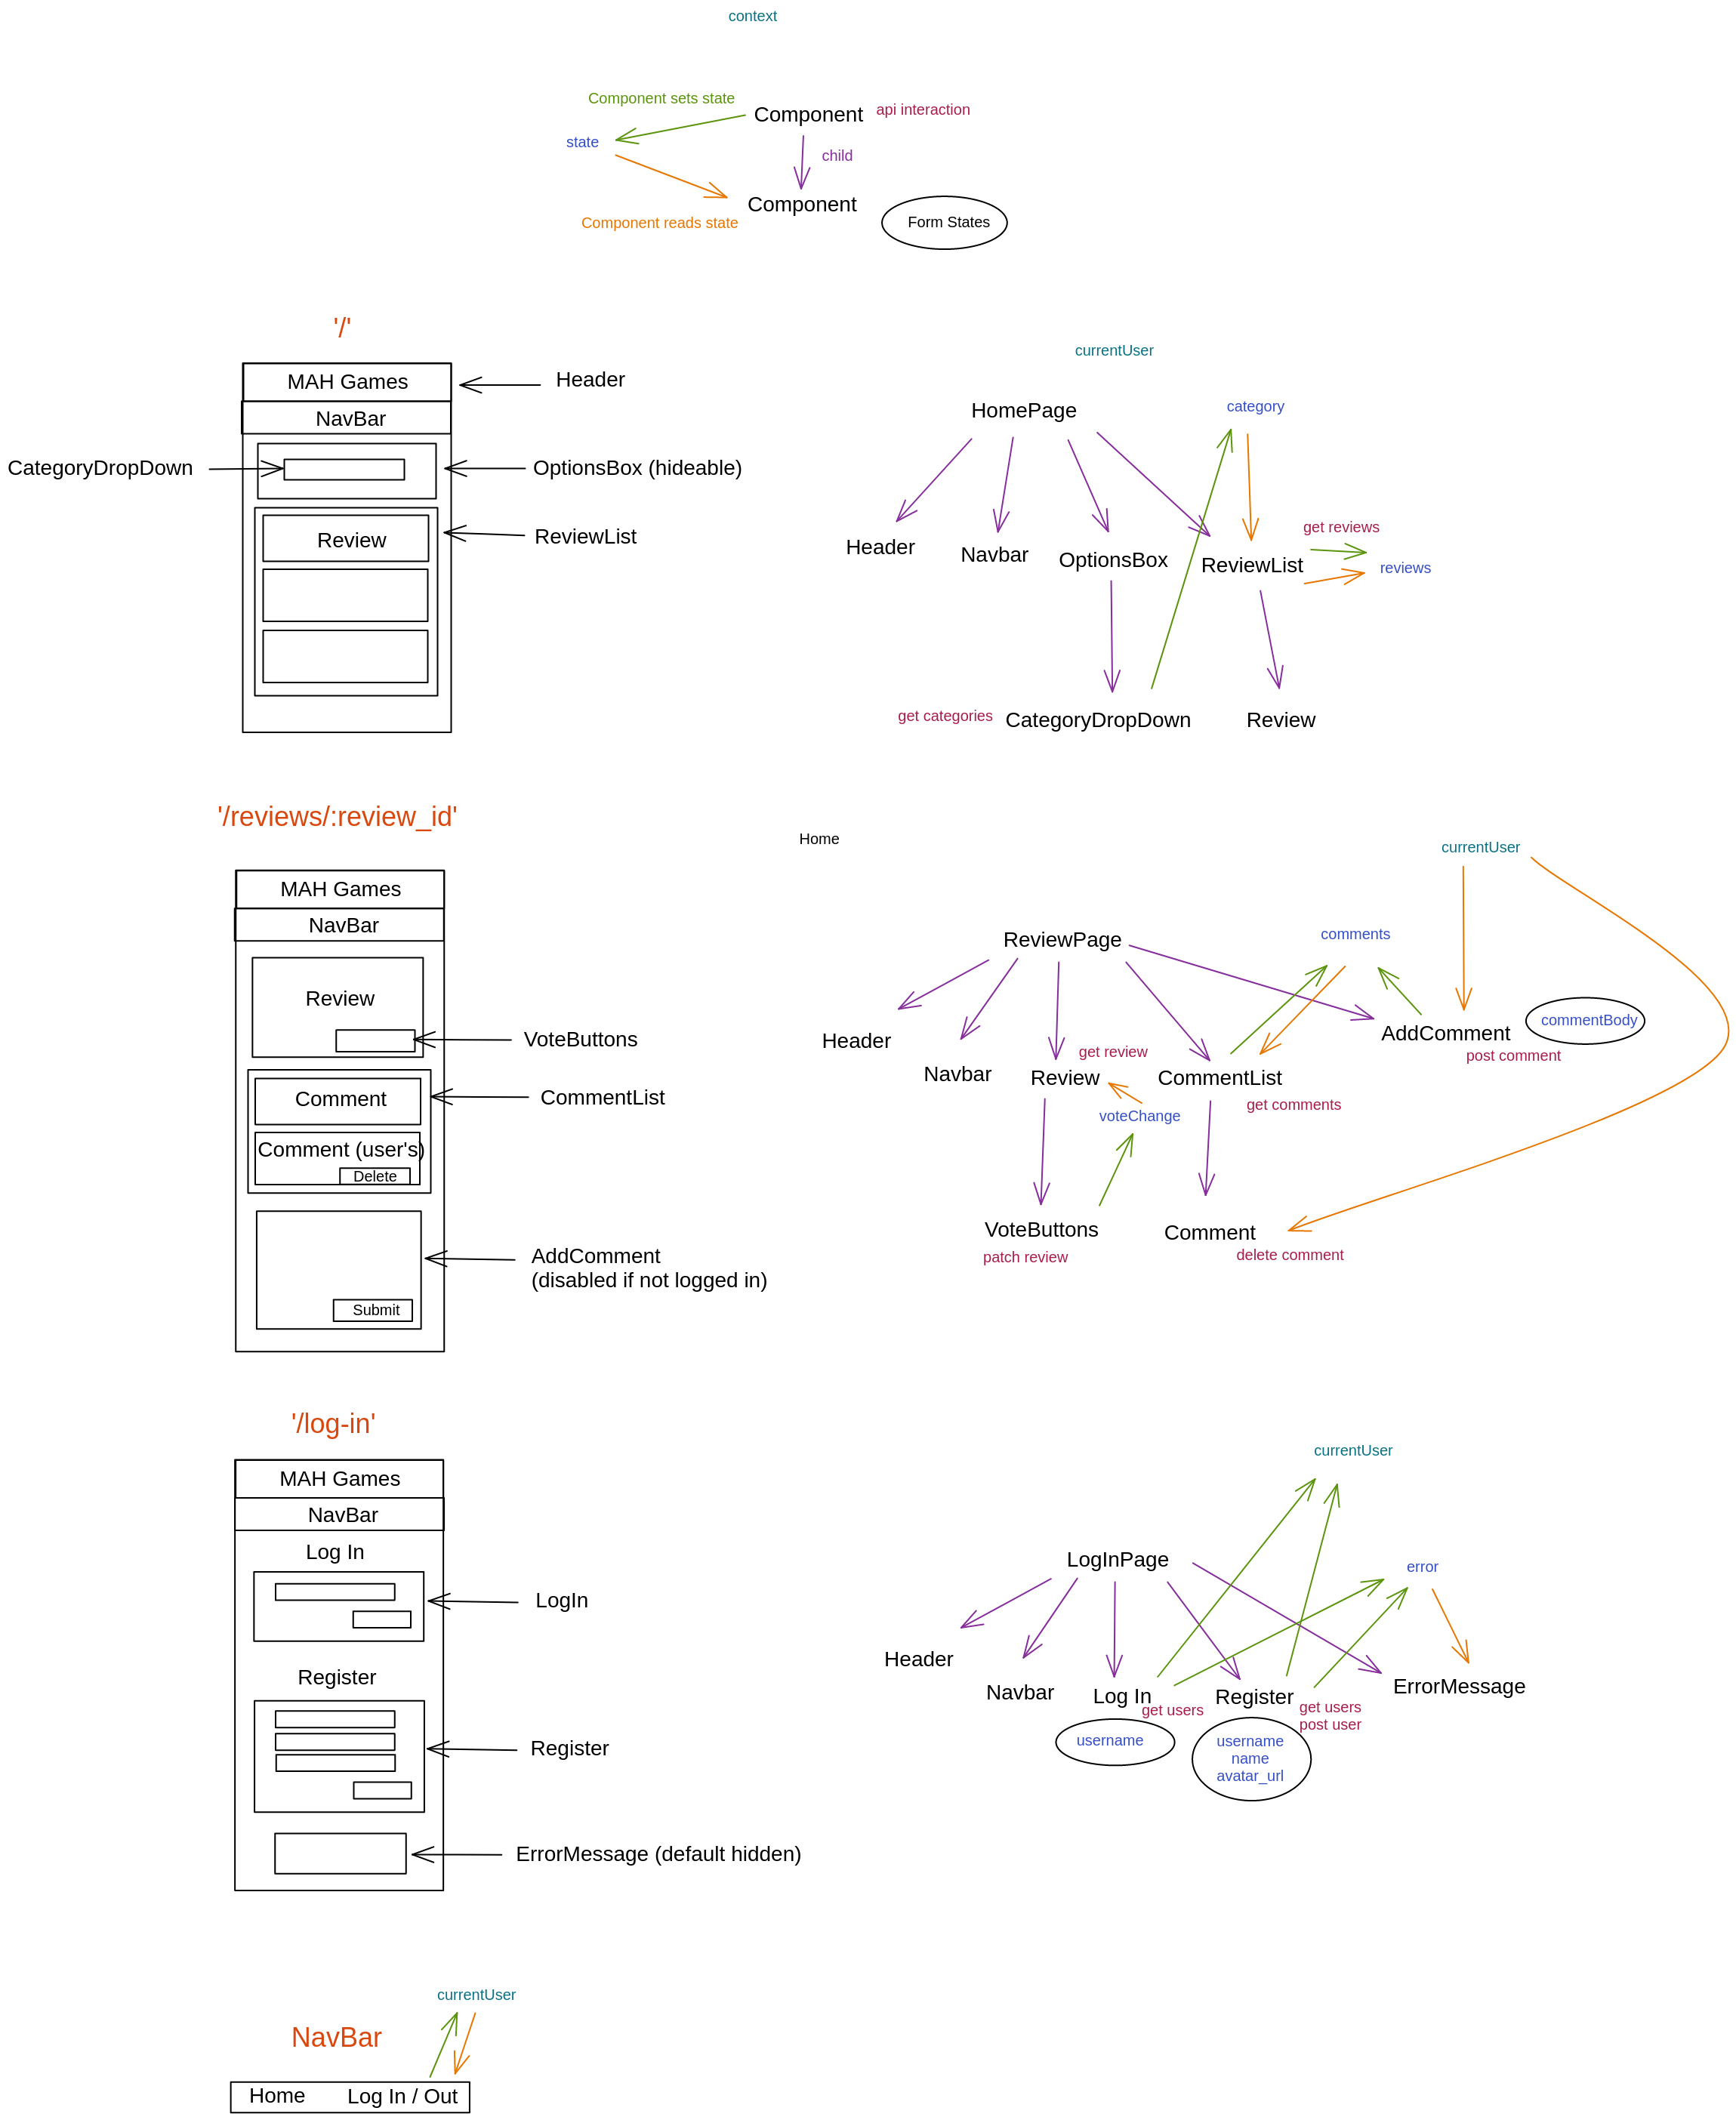 context
Component sets state
Component
api interaction
state
child
Component reads state
Component
Form States
'/'
MAH Games
NavBar
Header
CategoryDropDown
OptionsBox (hideable)
ReviewList
Review
currentUser
HomePage
category
Header
Navbar
OptionsBox
ReviewList
get reviews
reviews
get categories
CategoryDropDown
Review
'/reviews/:review_id'
MAH Games
NavBar
Review
VoteButtons
Comment
CommentList
Comment (user's)
Delete
AddComment
(disabled if not logged in)
Submit
Home
currentUser
ReviewPage
comments
Header
Navbar
Review
get review
CommentList
get comments
AddComment
commentBody
post comment
voteChange
VoteButtons
patch review
Comment
delete comment
'/log-in'
MAH Games
NavBar
Log In
LogIn
Register
Register
ErrorMessage (default hidden)
currentUser
LogInPage
error
Header
Navbar
Log In
get users
username
Register
get users
post user
username
name
avatar_url
ErrorMessage
currentUser
NavBar
Home
Log In / Out